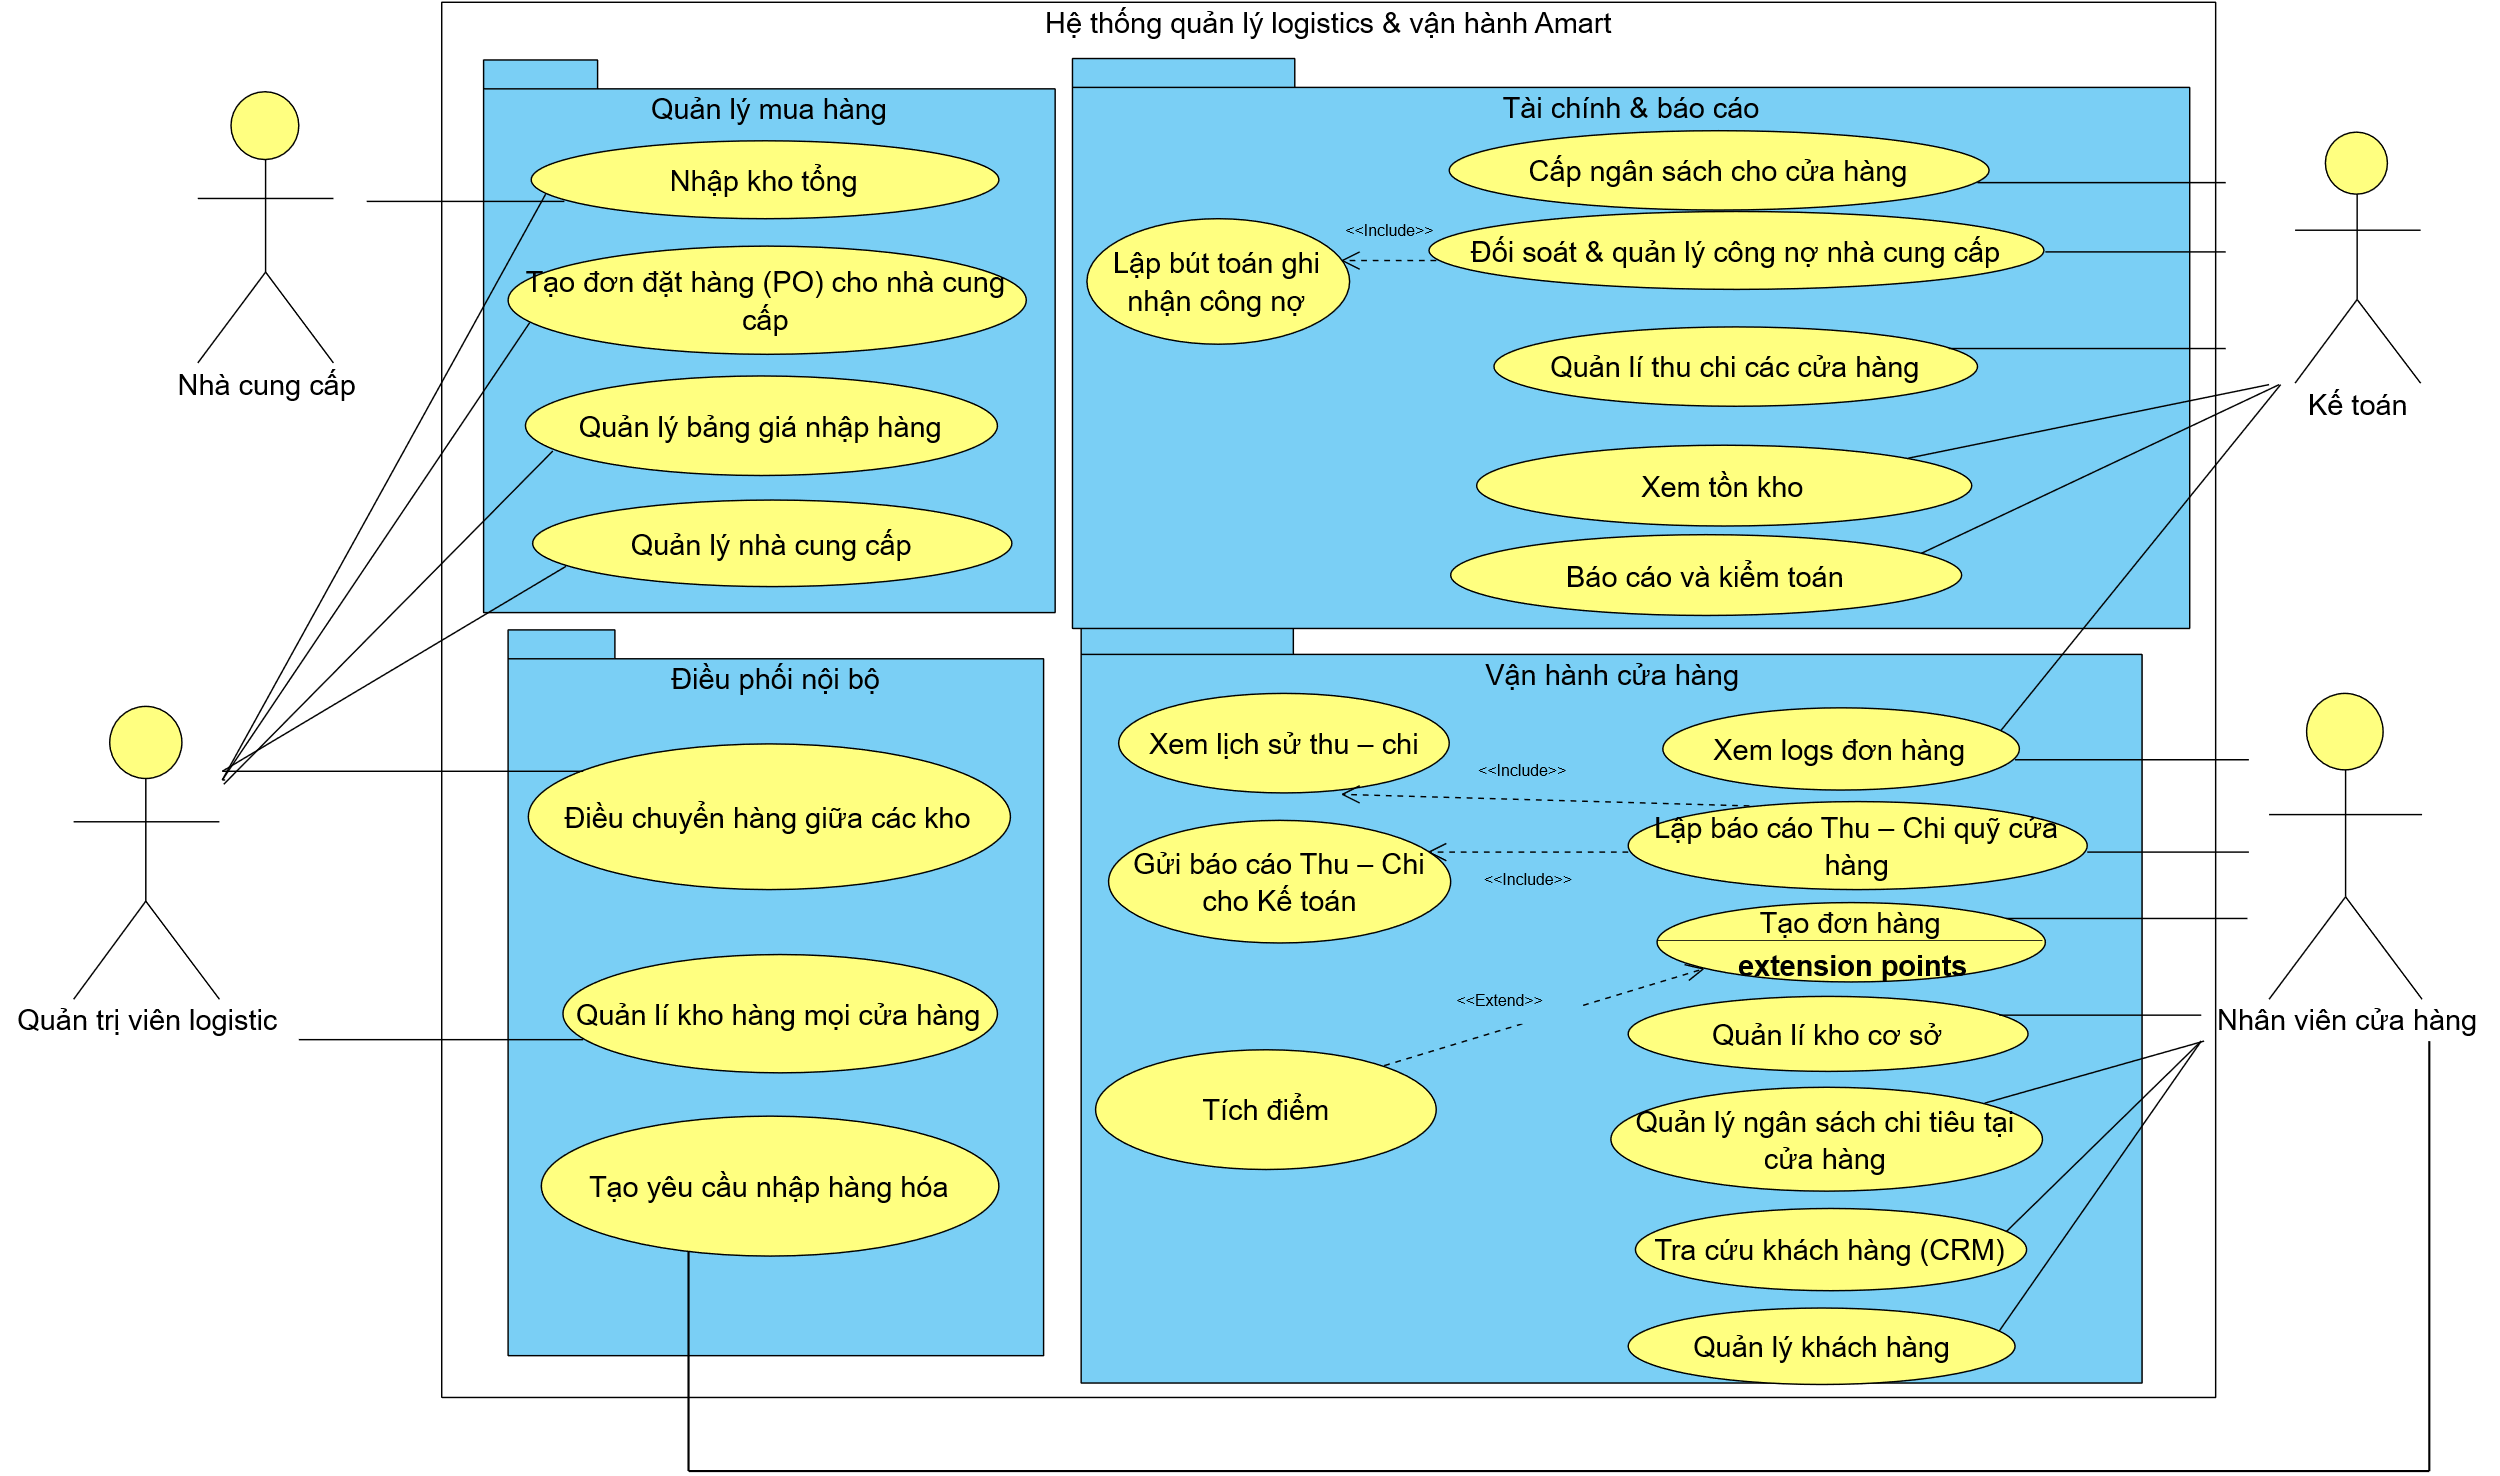 Hệ thống quản lý logistics & vận hành Amart
Quản lý mua hàng
Nhập kho tổng
Tạo đơn đặt hàng (PO) cho nhà cung
cấp
Quản lý bảng giá nhập hàng
Quản lý nhà cung cấp
Tài chính & báo cáo
Cấp ngân sách cho cửa hàng
<<Include>>
Đối soát & quản lý công nợ nhà cung cấp
Lập bút toán ghi
nhận công nợ
Quản lí thu chi các cửa hàng
Xem tồn kho
Báo cáo và kiểm toán
Nhà cung cấp
Kế toán
Điều phối nội bộ
Điều chuyển hàng giữa các kho
Quản lí kho hàng mọi cửa hàng
Tạo yêu cầu nhập hàng hóa
Vận hành cửa hàng
Xem lịch sử thu – chi
Xem logs đơn hàng
<<Include>>
Lập báo cáo Thu – Chi quỹ cửa
hàng
Gửi báo cáo Thu – Chi
cho Kế toán
<<Include>>
Tạo đơn hàng
extension points
<<Extend>>
Quản lí kho cơ sở
Tích điểm
Quản lý ngân sách chi tiêu tại
cửa hàng
Tra cứu khách hàng (CRM)
Quản lý khách hàng
Quản trị viên logistic
Nhân viên cửa hàng